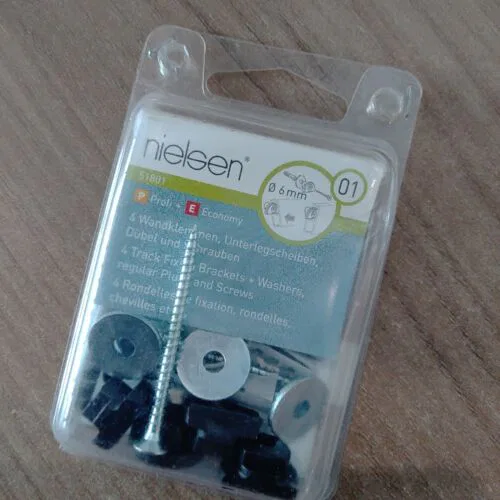 nielsen®
51801
Ø 6mm
01
P Profi + E Economy
4 Wandklemmen, Unterlegscheiben,
Dübel und Schrauben
4 Track Fixing Brackets + Washers,
regular Plugs and Screws
4 Rondelles de fixation, rondelles,
chevilles et